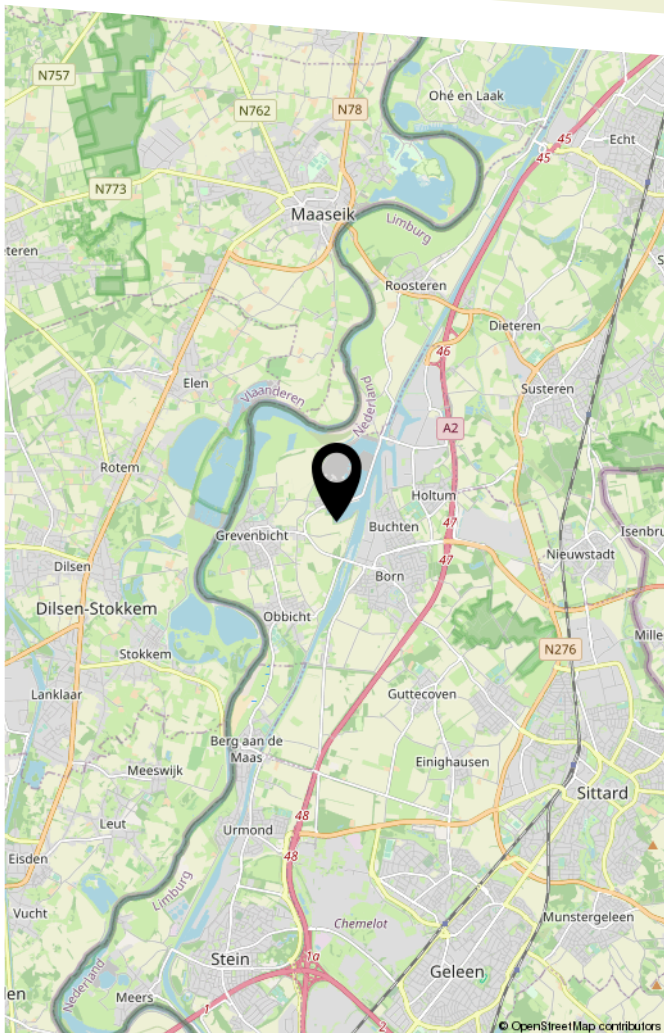 N757
Ohé en Laak
N762
N78
45
45
Echt
N773
Maaseik
Limburg
eteren
Roosteren
Dieteren
46
Elen
Vlaanderen
Nederland
Susteren
A2
Rotem
Holtum
Grevenbicht
Buchten
47
Isenbru
Nieuwstadt
47
Dilsen
Born
Dilsen-Stokkem
Obbicht
Mille
Stokkem
N276
Lanklaar
Guttecoven
Berg aan de
Maas
Meeswijk
Einighausen
Sittard
Leut
48
Urmond
48
Eisden
Limburg
Vucht
Chemelot
Munstergeleen
Stein
1a
Geleen
Nederland
len
Meers
1
2
© OpenStreetMap contributors